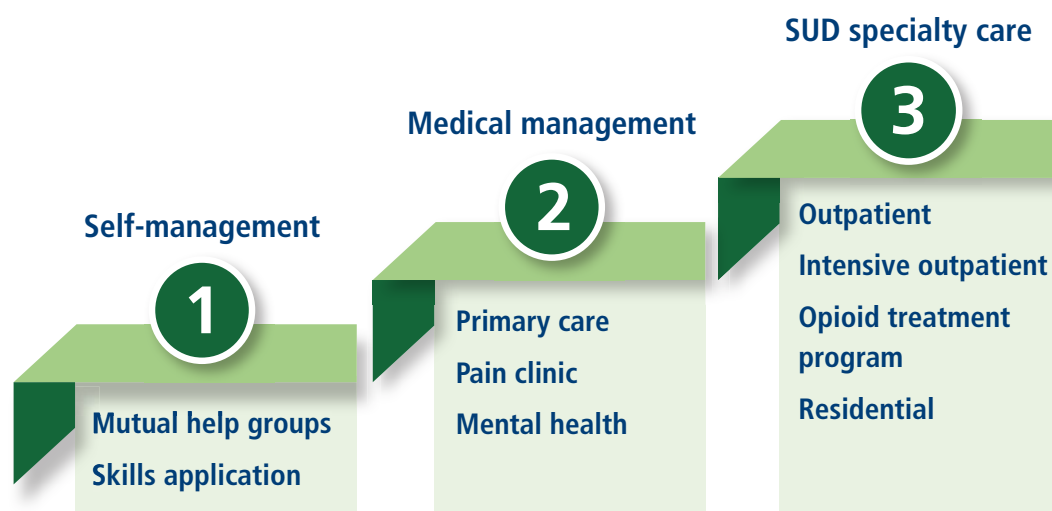 Self-management
1
Mutual help groups
Skills application
Medical management
2
Primary care
Pain clinic
Mental health
SUD specialty care
3
Outpatient
Intensive outpatient
Opioid treatment
program
Residential